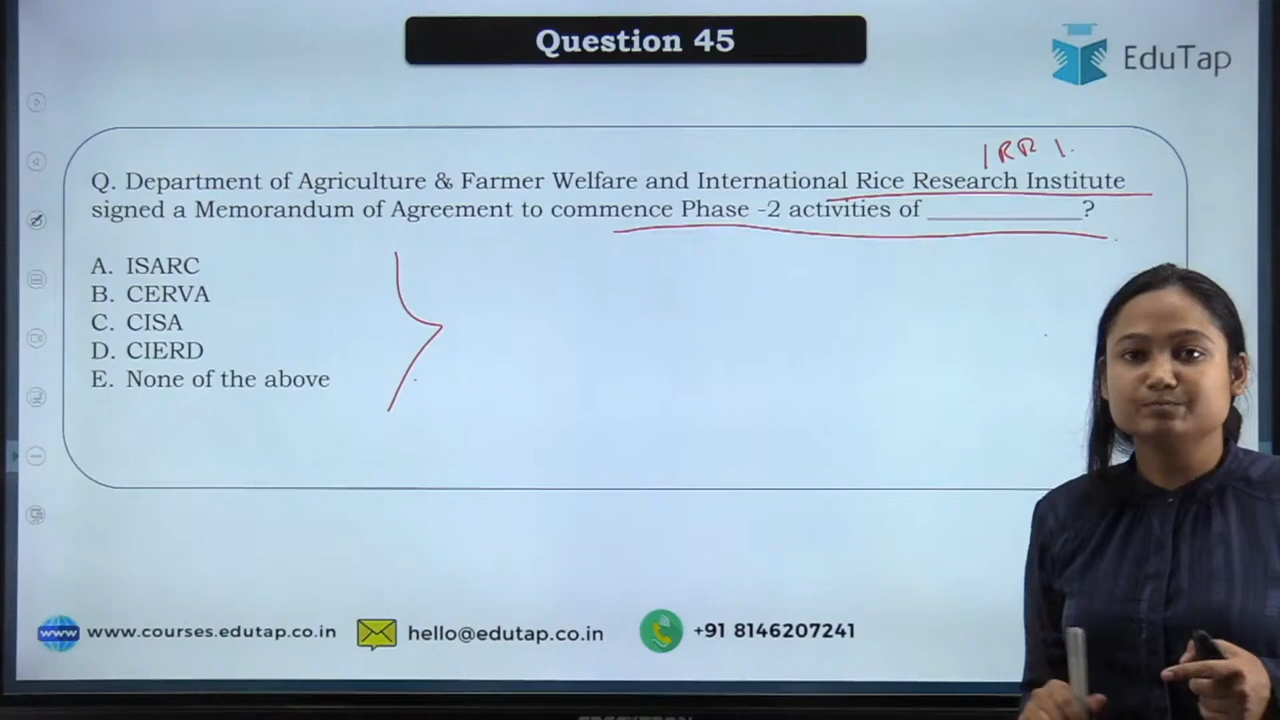 Question 45
EduTap
IRRI.
Q. Department of Agriculture & Farmer Welfare and International Rice Research Institute
signed a Memorandum of Agreement to commence Phase -2 activities of ____________?
A. ISARC
B. CERVA
C. CISA
D. CIERD
E. None of the above
www www.courses.edutap.co.in hello@edutap.co.in +91 8146207241